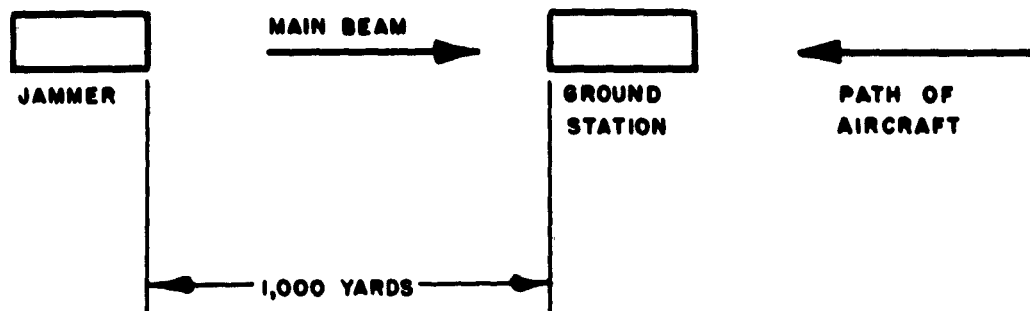 MAIN BEAM
JAMMER
GROUND
STATION
PATH OF
AIRCRAFT
1,000 YARDS